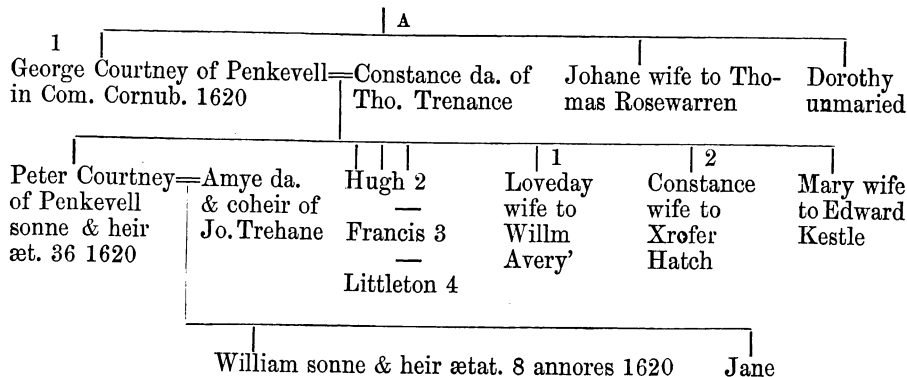 A
1
George Courtney of Penkevell=Constance da. of
in Com. Cornub. 1620 Tho. Trenance
Johane wife to Tho-
mas Rosewarren
Dorothy
unmaried
Peter Courtney=Amye da.
of Penkevell & coheir of
sonne & heir Jo. Trehane
æt. 36 1620
Hugh 2
—
Francis 3
—
Littleton 4
1
Loveday
wife to
Willm
Avery'
2
Constance
wife to
Xrofer
Hatch
Mary wife
to Edward
Kestle
William sonne & heir ætat. 8 annores 1620
Jane